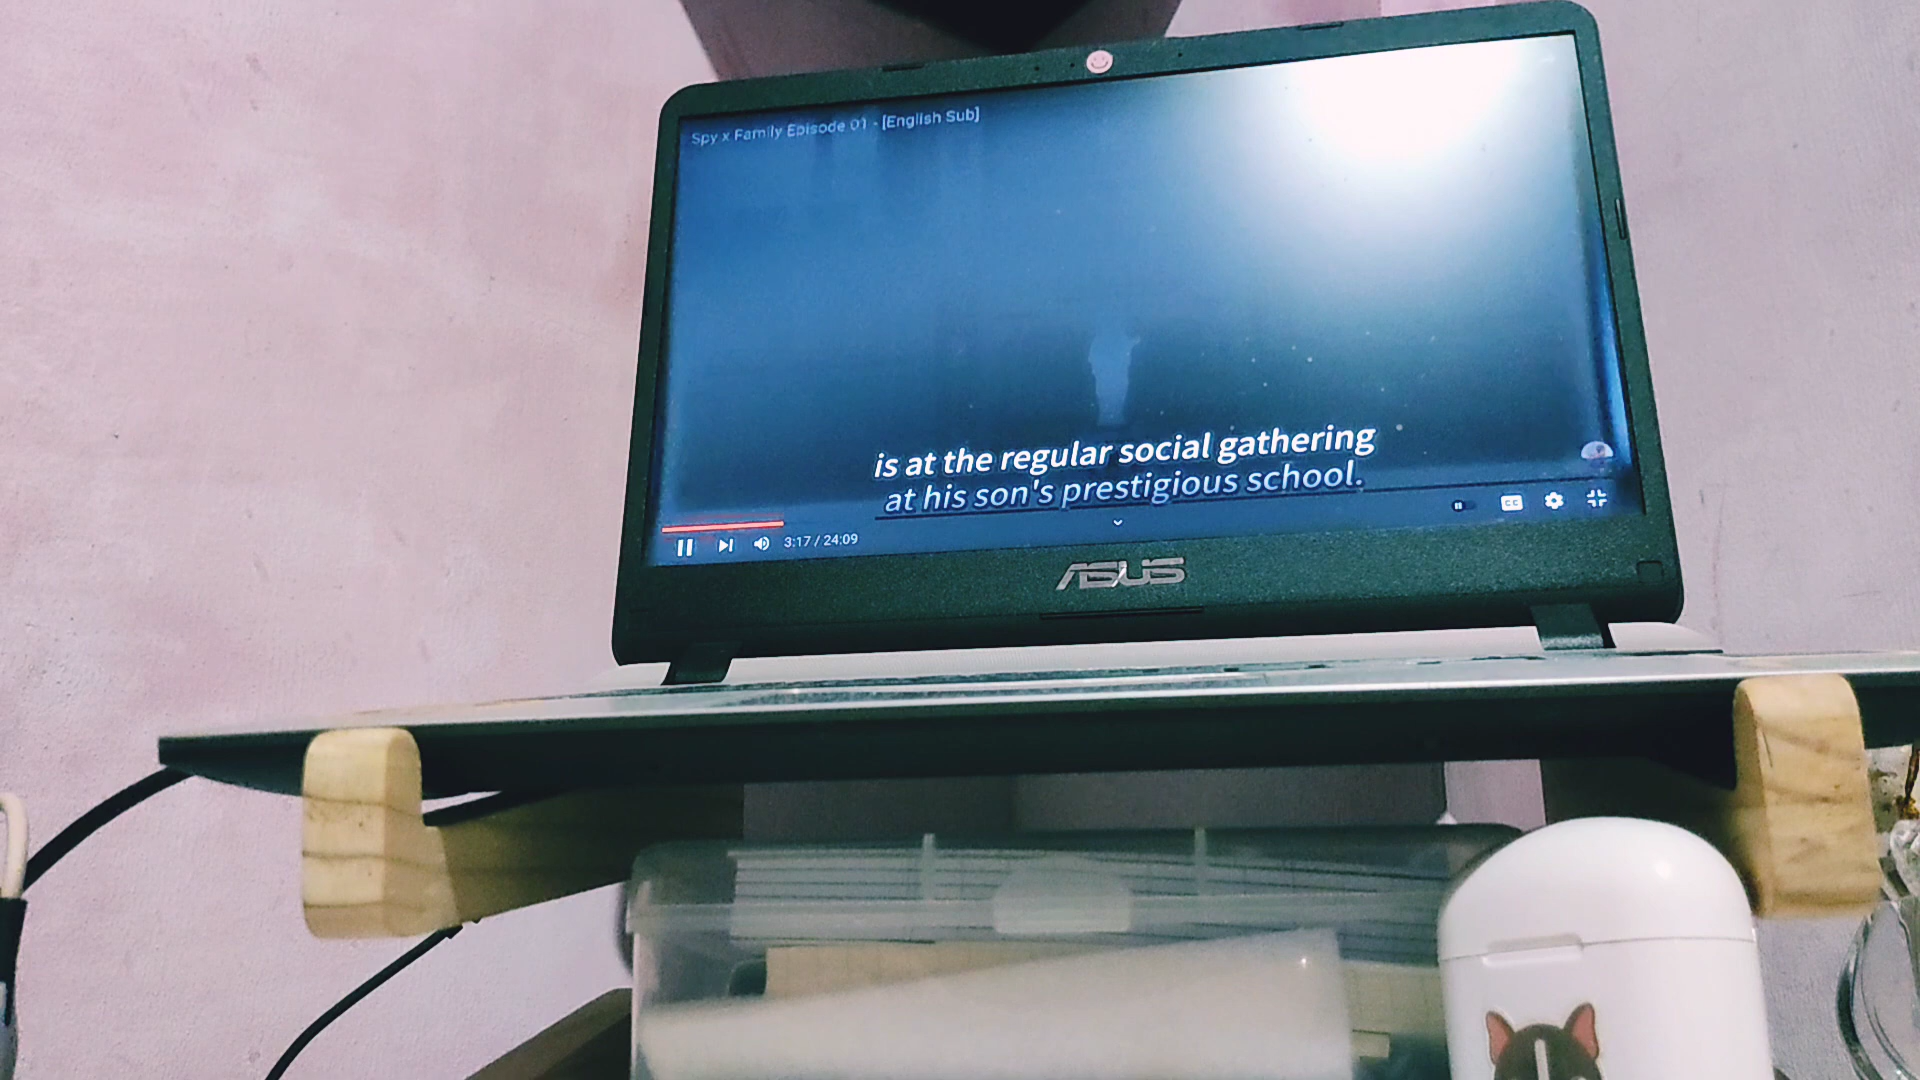 Spy x Family Episode 01 - [English Sub]
is at the regular social gathering
at his son's prestigious school.
3:17 / 24:09
CC
ASUS